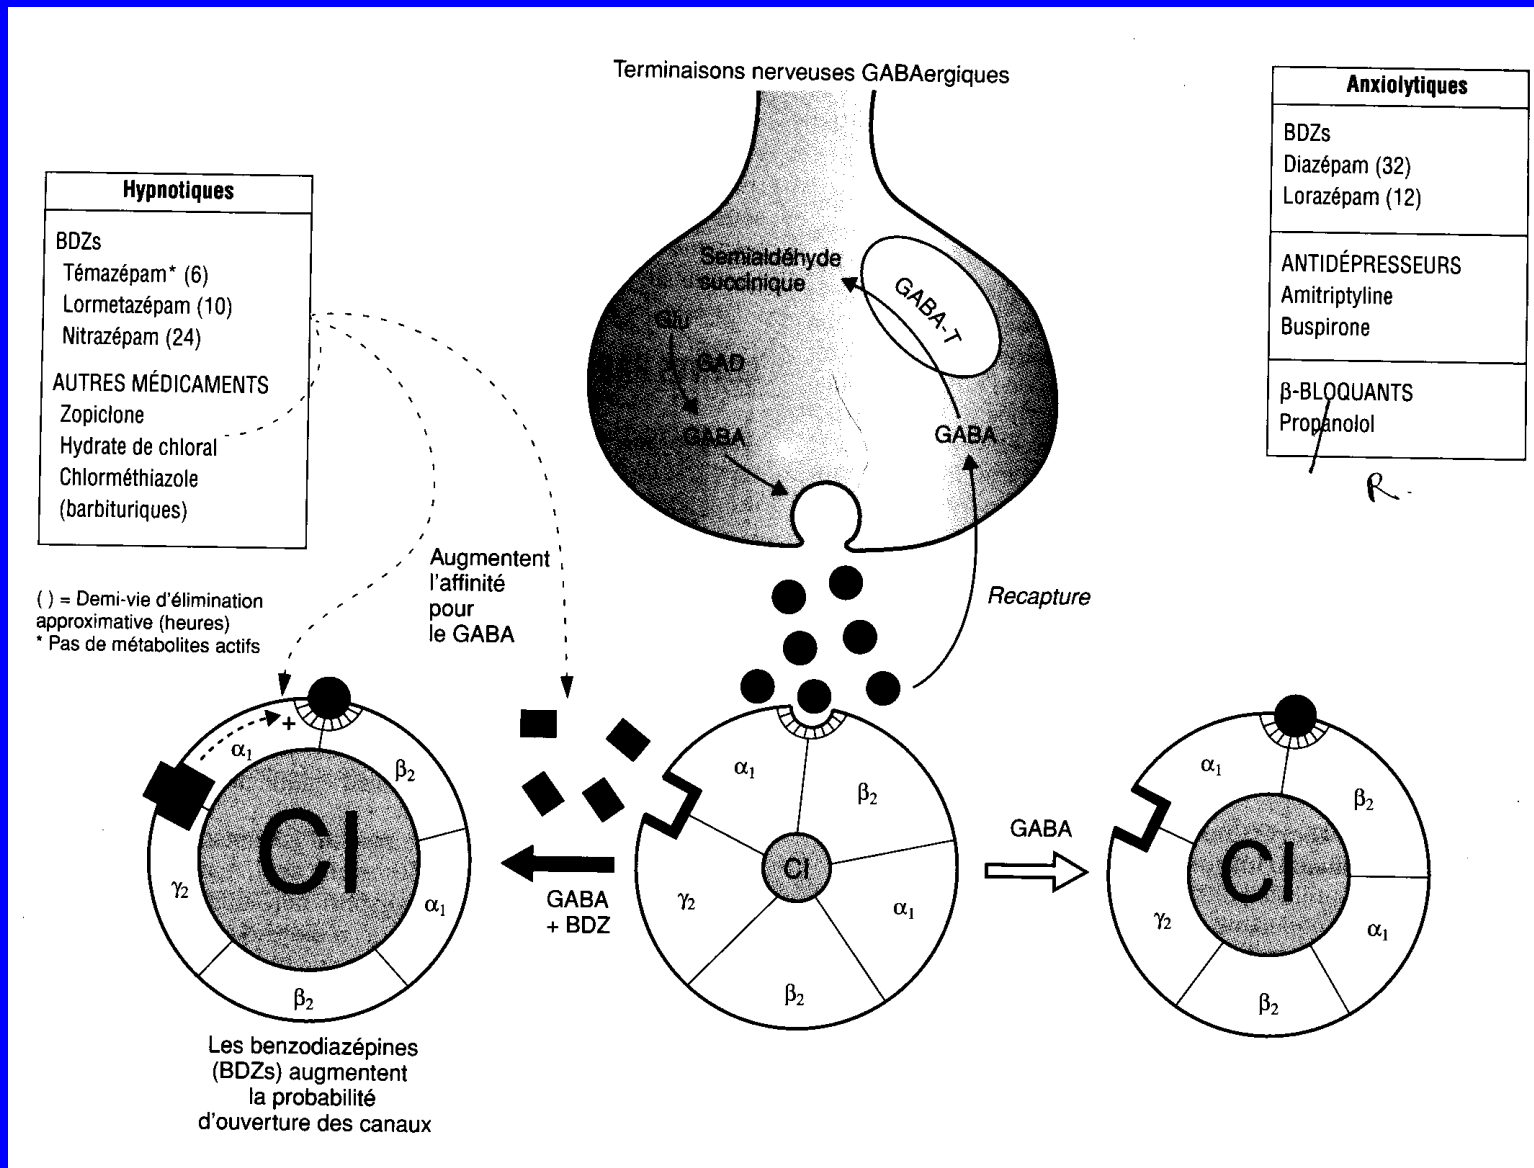 Terminaisons nerveuses GABAergiques
Hypnotiques
BDZs
Témazépam* (6)
Lormetazépam (10)
Nitrazépam (24)
AUTRES MÉDICAMENTS
Zopiclone
Hydrate de chloral
Chlorméthiazole
(barbituriques)
( ) = Demi-vie d'élimination
approximative (heures)
* Pas de métabolites actifs
Anxiolytiques
BDZs
Diazépam (32)
Lorazépam (12)
ANTIDÉPRESSEURS
Amitriptyline
Buspirone
β-BLOQUANTS
Propanolol
R.
Semialdéhyde
succinique
GABA-T
Glu
GAD
GABA
GABA
Augmentent
l'affinité
pour
le GABA
Recapture
+
α1
β2
α1
β2
γ2
Cl
GABA
+ BDZ
α1
β2
α1
β2
γ2
Cl
GABA
α1
β2
α1
β2
γ2
Cl
Les benzodiazépines
(BDZs) augmentent
la probabilité
d'ouverture des canaux